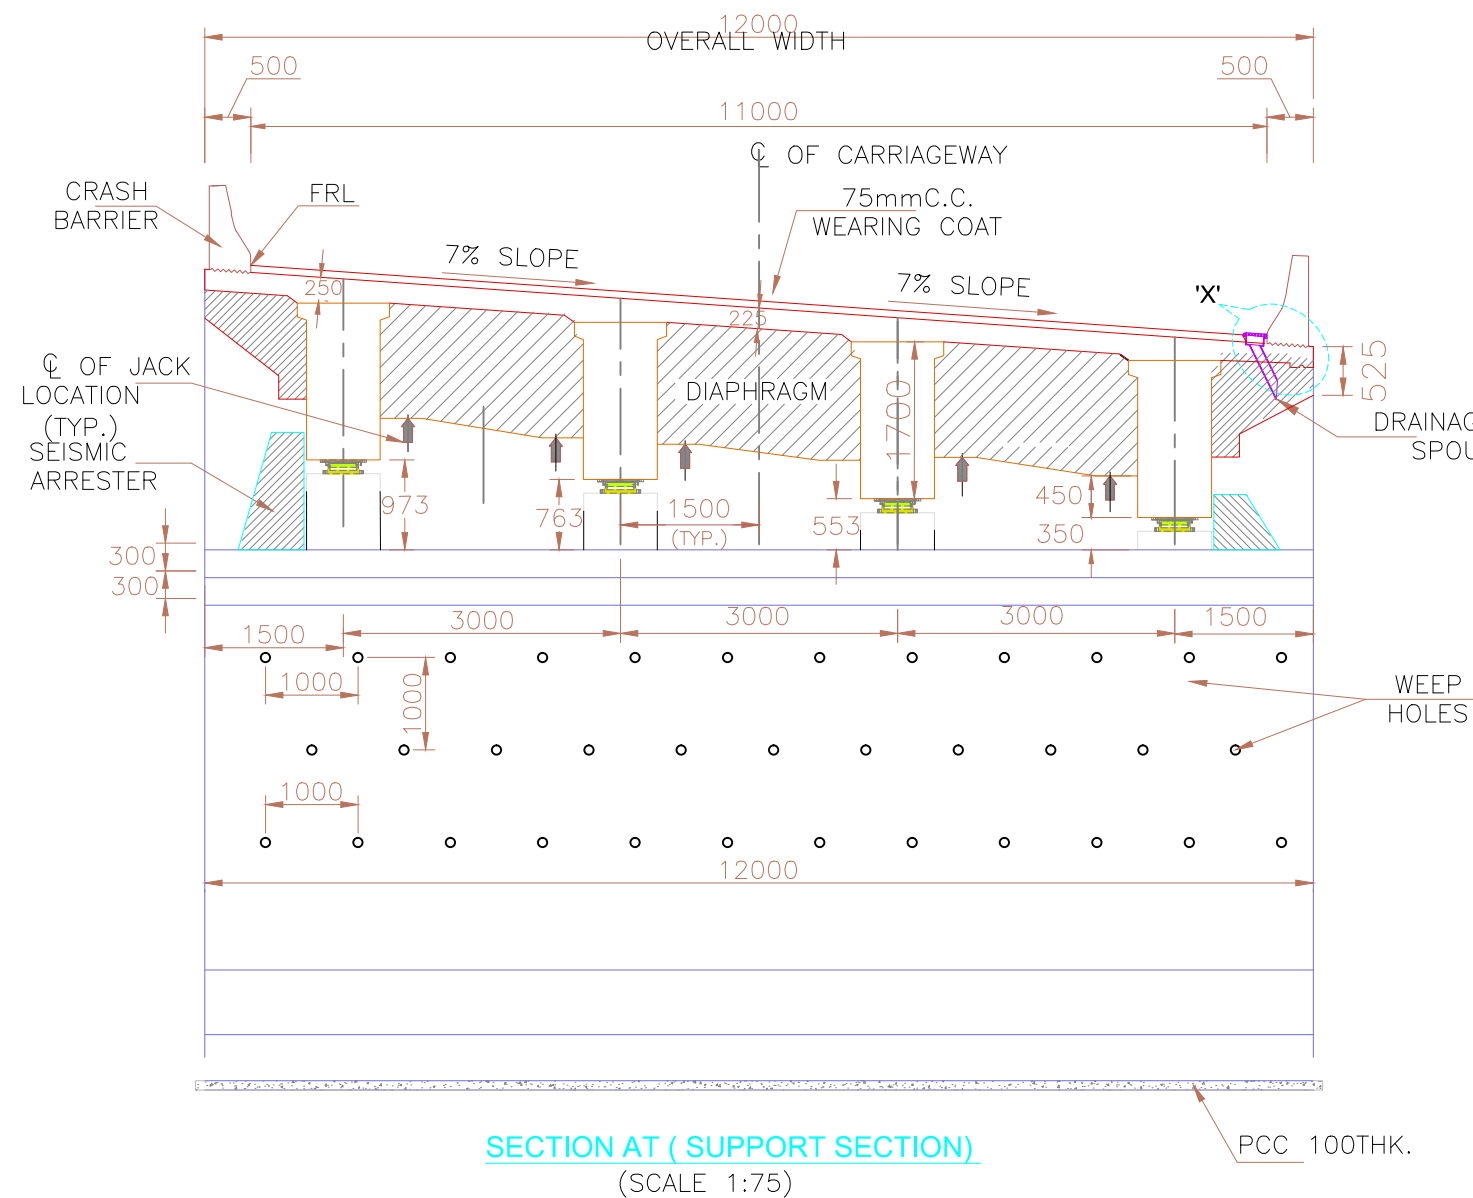 12000
OVERALL WIDTH
500
500
11000
℄ OF CARRIAGEWAY
CRASH
BARRIER
FRL
75mmC.C.
WEARING COAT
7% SLOPE
7% SLOPE
250
225
'X'
℄ OF JACK
LOCATION
(TYP.)
DIAPHRAGM
1700
525
DRAINAG
SPOU
SEISMIC
ARRESTER
973
763
1500
(TYP.)
553
450
350
300
300
1500
3000
3000
3000
1500
1000
1000
WEEP
HOLES
1000
12000
PCC 100THK.
SECTION AT ( SUPPORT SECTION)
(SCALE 1:75)